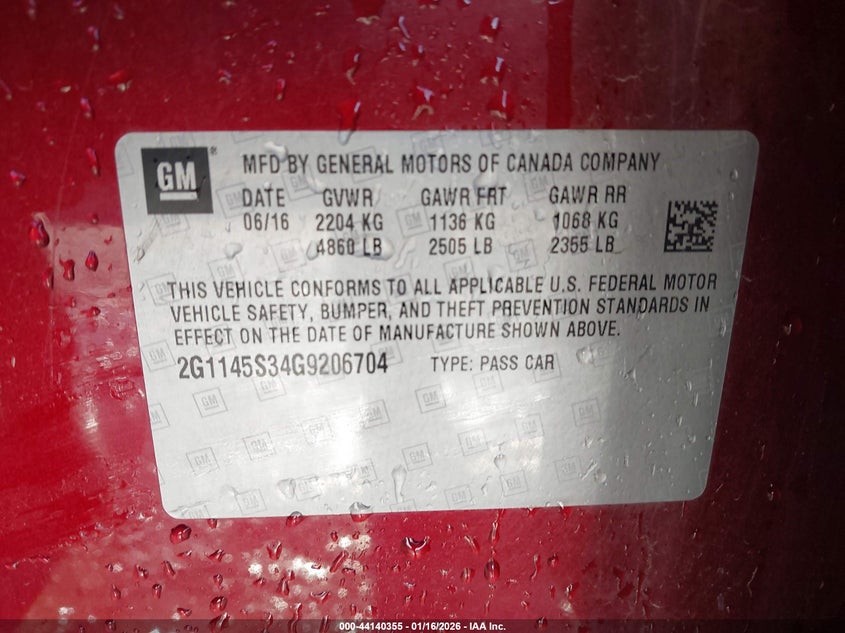 GM ® MFD BY GENERAL MOTORS OF CANADA COMPANY
DATE GVWR GAWR FRT GAWR RR
06/16 2204 KG 1136 KG 1068 KG
4860 LB 2505 LB 2355 LB
THIS VEHICLE CONFORMS TO ALL APPLICABLE U.S. FEDERAL MOTOR
VEHICLE SAFETY, BUMPER, AND THEFT PREVENTION STANDARDS IN
EFFECT ON THE DATE OF MANUFACTURE SHOWN ABOVE.
2G1145S34G9206704 TYPE: PASS CAR
000-44140355 - 01/16/2026 - IAA Inc.